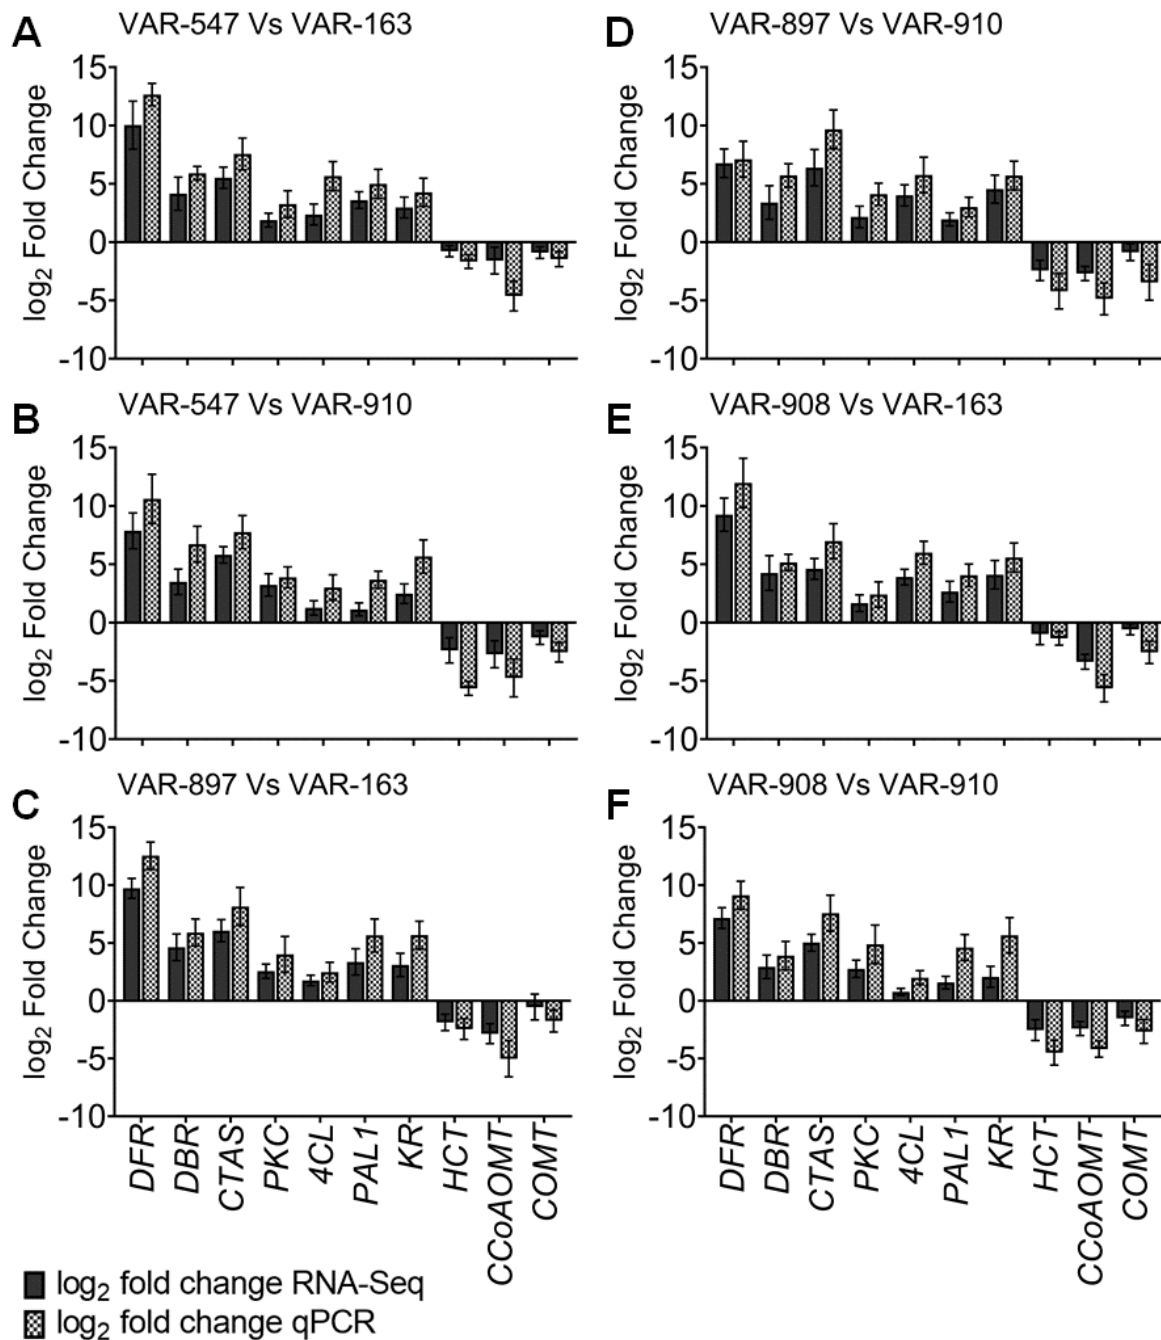 A VAR-547 Vs VAR-163
15
10
5
0
-5
-10
log2 Fold Change
B VAR-547 Vs VAR-910
15
10
5
0
-5
-10
log2 Fold Change
C VAR-897 Vs VAR-163
15
10
5
0
-5
-10
log2 Fold Change
DFR
DBR
CTAS
PKC
4CL
PAL1
KR
HCT
CCoAOMT
COMT
D VAR-897 Vs VAR-910
15
10
5
0
-5
-10
log2 Fold Change
E VAR-908 Vs VAR-163
15
10
5
0
-5
-10
log2 Fold Change
F VAR-908 Vs VAR-910
15
10
5
0
-5
-10
log2 Fold Change
DFR
DBR
CTAS
PKC
4CL
PAL1
KR
HCT
CCoAOMT
COMT
log2 fold change RNA-Seq
log2 fold change qPCR